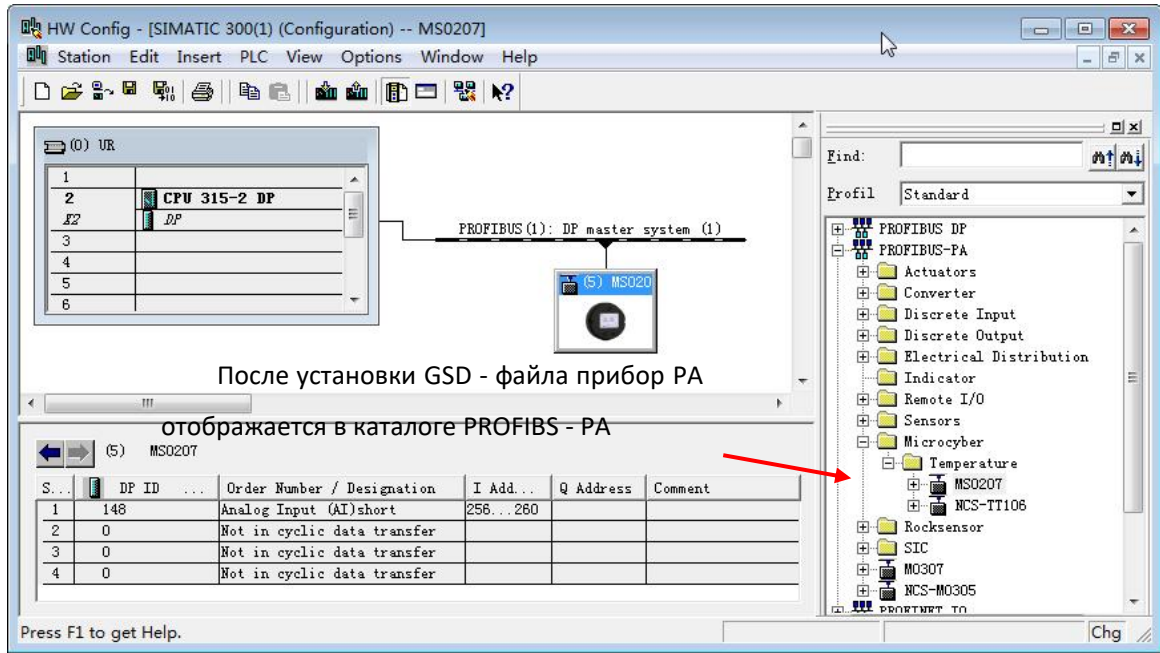 HW Config - [SIMATIC 300(1) (Configuration) -- MS0207]
Station Edit Insert PLC View Options Window Help
(0) UR
1
2 CPU 315-2 DP
X2 DP
3
4
5
6
PROFIBUS(1): DP master system (1)
(5) MS020
После установки GSD - файла прибор PA
отображается в каталоге PROFIBS - PA
(5) MS0207
S... DP ID ... Order Number / Designation I Add... Q Address Comment
1 148 Analog Input (AI)short 256...260
2 0 Not in cyclic data transfer
3 0 Not in cyclic data transfer
4 0 Not in cyclic data transfer
Find:
Profil Standard
PROFIBUS DP
PROFIBUS-PA
Actuators
Converter
Discrete Input
Discrete Output
Electrical Distribution
Indicator
Remote I/O
Sensors
Microcyber
Temperature
MS0207
NCS-TT106
Rocksensor
SIC
M0307
NCS-M0305
PROFINET IO
Press F1 to get Help.
Chg